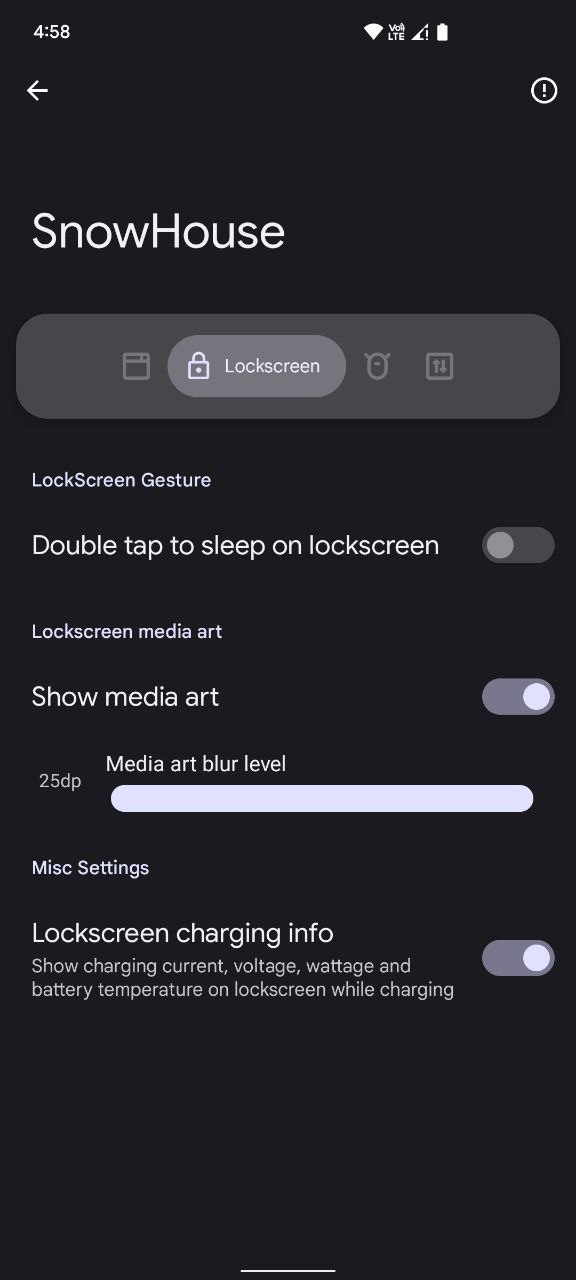 4:58
Vo))
LTE
SnowHouse
Lockscreen
LockScreen Gesture
Double tap to sleep on lockscreen
Lockscreen media art
Show media art
Media art blur level
25dp
Misc Settings
Lockscreen charging info
Show charging current, voltage, wattage and
battery temperature on lockscreen while charging